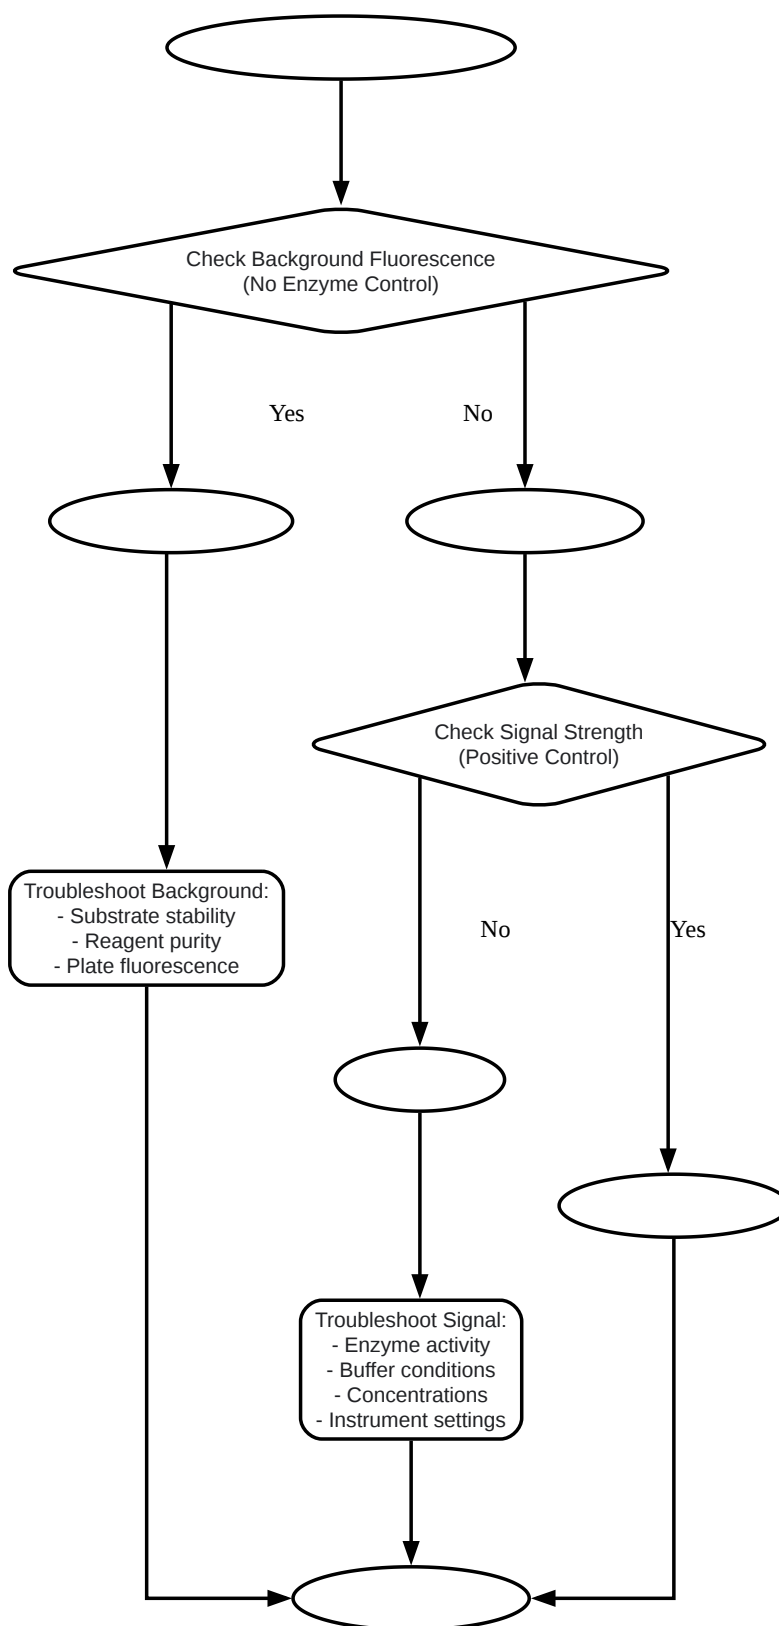 Check Background Fluorescence
(No Enzyme Control)
Yes
No
Check Signal Strength
(Positive Control)
Troubleshoot Background:
- Substrate stability
- Reagent purity
- Plate fluorescence
No
Yes
Troubleshoot Signal:
- Enzyme activity
- Buffer conditions
- Concentrations
- Instrument settings